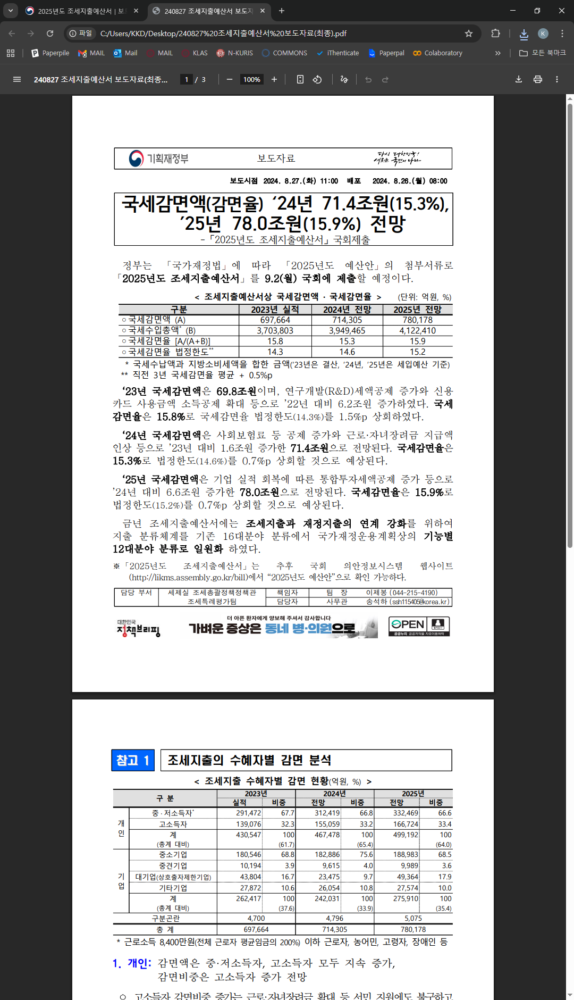 2025년도 조세지출예산서 | 보도
240827 조세지출예산서 보도자
파일
C:/Users/KKD/Desktop/240827%20조세지출예산서%20보도자료(최종).pdf
K
Paperpile
MAIL
Mail
MAIL
KLAS
N-KURIS
COMMONS
iThenticate
Paperpal
Colaboratory
모든 북마크
240827 조세지출예산서 보도자료(최종...
1 / 3
100%
기획재정부
보도자료
다시 대한민국!
새로운 국민의 나라
보도시점 2024. 8.27.(화) 11:00 배포 2024. 8.26.(월) 08:00
국세감면액(감면율) ‘24년 71.4조원(15.3%),
’25년 78.0조원(15.9%) 전망
-「2025년도 조세지출예산서」국회제출
정부는 「국가재정법」에 따라 「2025년도 예산안」의 첨부서류로
「2025년도 조세지출예산서」를 9.2(월) 국회에 제출할 예정이다.
< 조세지출예산서상 국세감면액 · 국세감면율 > (단위: 억원, %)
구분 2023년 실적 2024년 전망 2025년 전망
○ 국세감면액 (A) 697,664 714,305 780,178
○ 국세수입총액* (B) 3,703,803 3,949,465 4,122,410
○ 국세감면율 [A/(A+B)] 15.8 15.3 15.9
○ 국세감면율 법정한도** 14.3 14.6 15.2
* 국세수납액과 지방소비세액을 합한 금액(‘23년은 결산, ‘24년, ‘25년은 세입예산 기준)
** 직전 3년 국세감면율 평균 + 0.5%p
‘23년 국세감면액은 69.8조원이며, 연구개발(R&D)세액공제 증가와 신용
카드 사용금액 소득공제 확대 등으로 ’22년 대비 6.2조원 증가하였다. 국세
감면율은 15.8%로 국세감면율 법정한도(14.3%)를 1.5%p 상회하였다.
‘24년 국세감면액은 사회보험료 등 공제 증가와 근로·자녀장려금 지급액
인상 등으로 ’23년 대비 1.6조원 증가한 71.4조원으로 전망된다. 국세감면율은
15.3%로 법정한도(14.6%)를 0.7%p 상회할 것으로 예상된다.
‘25년 국세감면액은 기업 실적 회복에 따른 통합투자세액공제 증가 등으로
’24년 대비 6.6조원 증가한 78.0조원으로 전망된다. 국세감면율은 15.9%로
법정한도(15.2%)를 0.7%p 상회할 것으로 예상된다.
금년 조세지출예산서에는 조세지출과 재정지출의 연계 강화를 위하여
지출 분류체계를 기존 16대분야 분류에서 국가재정운용계획상의 기능별
12대분야 분류로 일원화 하였다.
※「2025년도 조세지출예산서」는 추후 국회 의안정보시스템 웹사이트
(http://likms.assembly.go.kr/bill)에서 “2025년도 예산안”으로 확인 가능하다.
담당 부서 세제실 조세총괄정책정책관 책임자 팀 장 이제봉 (044-215-4190)
조세특례평가팀 담당자 사무관 송석하 (ssh115405@korea.kr)
대한민국
정책브리핑
더 아픈 환자에게 양보해 주셔서 감사합니다
가벼운 증상은 동네 병·의원으로
OPEN
출처표시
공공누리 공공저작물 자유이용허락
참고 1
조세지출의 수혜자별 감면 분석
< 조세지출 수혜자별 감면 현황(억원, %) >
구 분 2023년 2024년 2025년
실적 비중 전망 비중 전망 비중
개인
중·저소득자* 291,472 67.7 312,419 66.8 332,469 66.6
고소득자 139,076 32.3 155,059 33.2 166,724 33.4
계 430,547 100 467,478 100 499,192 100
(총계 대비) (61.7) (65.4) (64.0)
기업
중소기업 180,546 68.8 182,886 75.6 188,983 68.5
중견기업 10,194 3.9 9,615 4.0 9,989 3.6
대기업(상호출자제한기업) 43,804 16.7 23,475 9.7 49,364 17.9
기타기업 27,872 10.6 26,054 10.8 27,574 10.0
계 262,417 100 242,031 100 275,910 100
(총계 대비) (37.6) (33.9) (35.4)
구분곤란 4,700 4,796 5,075
총 계 697,664 714,305 780,178
* 근로소득 8,400만원(전체 근로자 평균임금의 200%) 이하 근로자, 농어민, 고령자, 장애인 등
1. 개인: 감면액은 중·저소득자, 고소득자 모두 지속 증가,
감면비중은 고소득자 증가 전망
○ 고소득자 감면비중 증가는 근로·자녀장려금 확대 등 서민 지원에도 불구하고